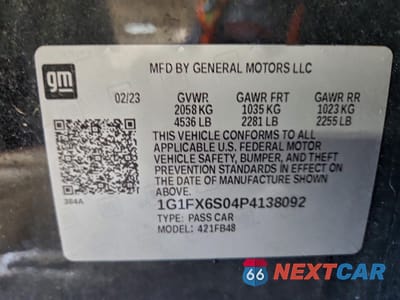 gm
MFD BY GENERAL MOTORS LLC
02/23 GVWR GAWR FRT GAWR RR
2058 KG 1035 KG 1023 KG
4536 LB 2281 LB 2255 LB
THIS VEHICLE CONFORMS TO ALL
APPLICABLE U.S. FEDERAL MOTOR
VEHICLE SAFETY, BUMPER, AND THEFT
PREVENTION STANDARDS IN EFFECT ON
THE DATE OF MANUFACTURE SHOWN
ABOVE.
384A
1G1FX6S04P4138092
TYPE: PASS CAR
421FB48
66 NEXTCAR